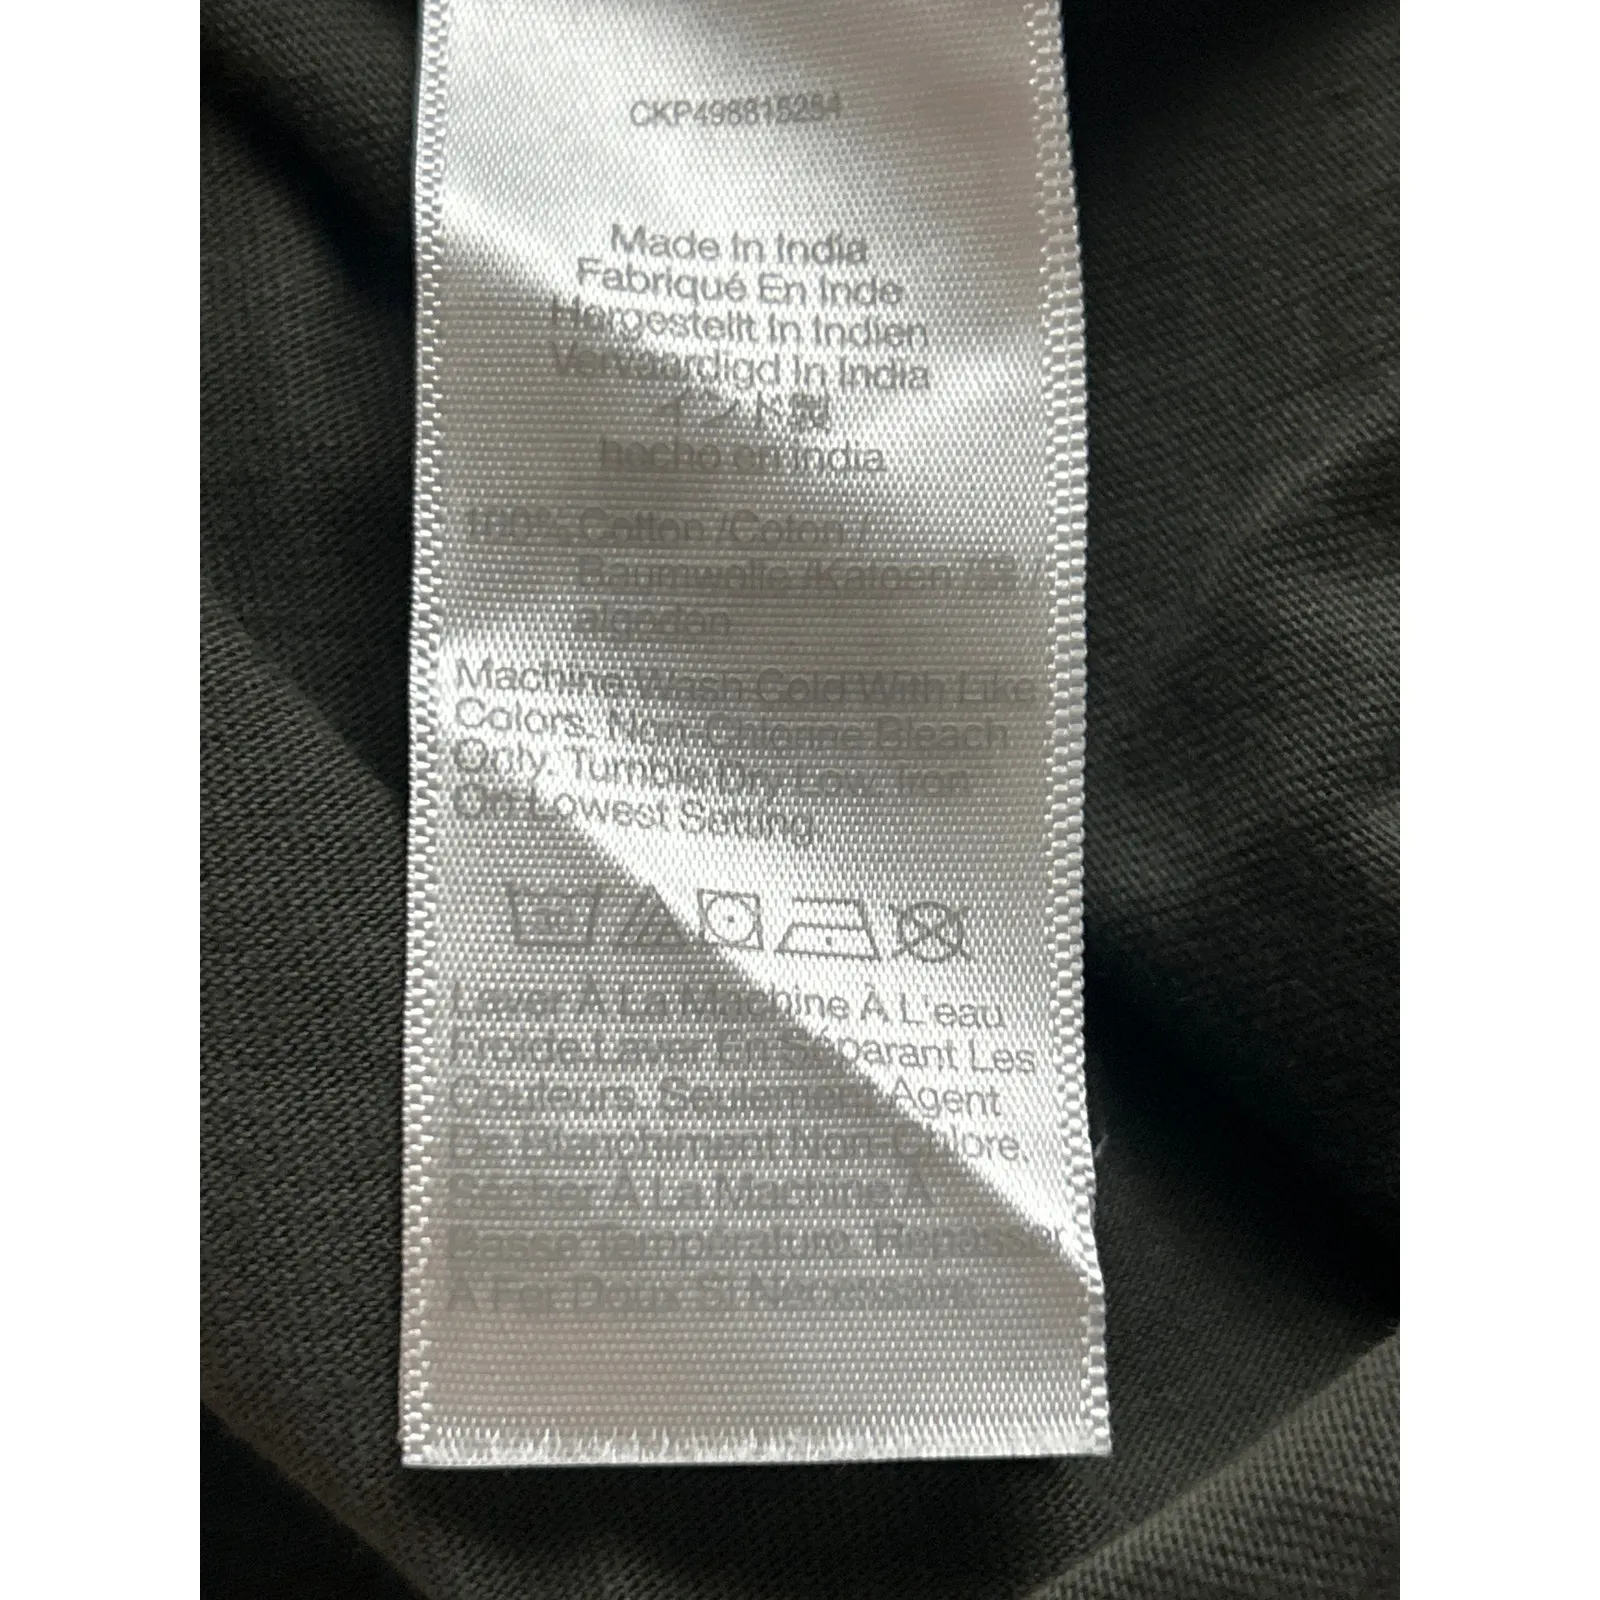 CKP498815254
Made In India
Fabriqué En Inde
Hergestellt In Indien
Vervaardigd In India
インド製
hecho en India
100% Cotton /Coton /
Baumwolle /Katoen /綿 /
algodón
Machine Wash Cold With Like
Colors. Non-Chlorine Bleach
Only. Tumble Dry Low. Iron
On Lowest Setting
Laver À La Machine À L'eau
Froide Laver En Séparant Les
Couleurs. Seulement Agent
De Blanchiment Non-Chlore.
Sécher À La Machine À
Basse Température. Repasser
À Fer Doux Si Nécessaire.